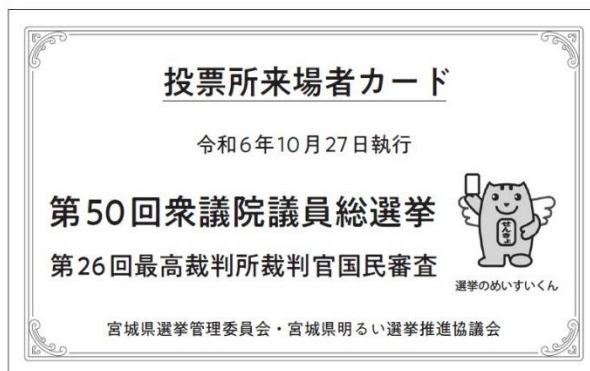 投票所来場者カード
令和6年10月27日執行
第50回衆議院議員総選挙
第26回最高裁判所裁判官国民審査
せんきょ
選挙のめいすいくん
宮城県選挙管理委員会・宮城県明るい選挙推進協議会